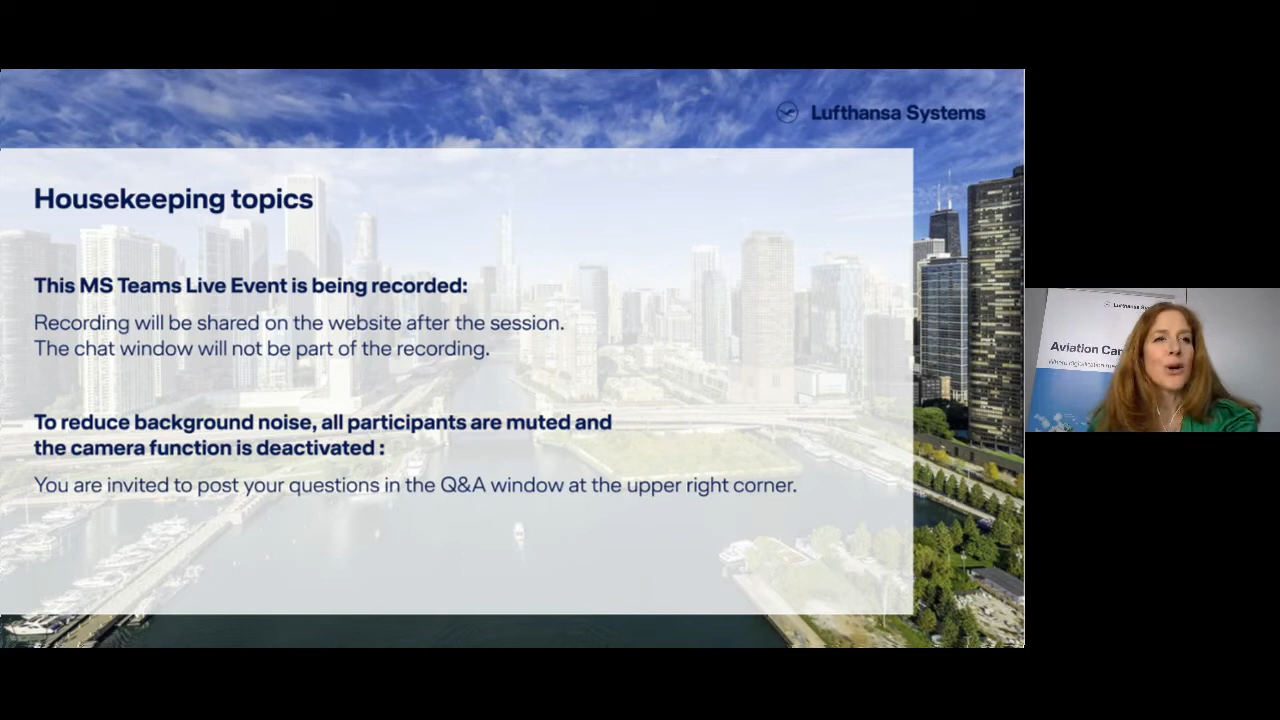 Lufthansa Systems
Housekeeping topics
This MS Teams Live Event is being recorded:
Recording will be shared on the website after the session.
The chat window will not be part of the recording.
To reduce background noise, all participants are muted and
the camera function is deactivated :
You are invited to post your questions in the Q&A window at the upper right corner.
Lufthansa
Aviation
Where